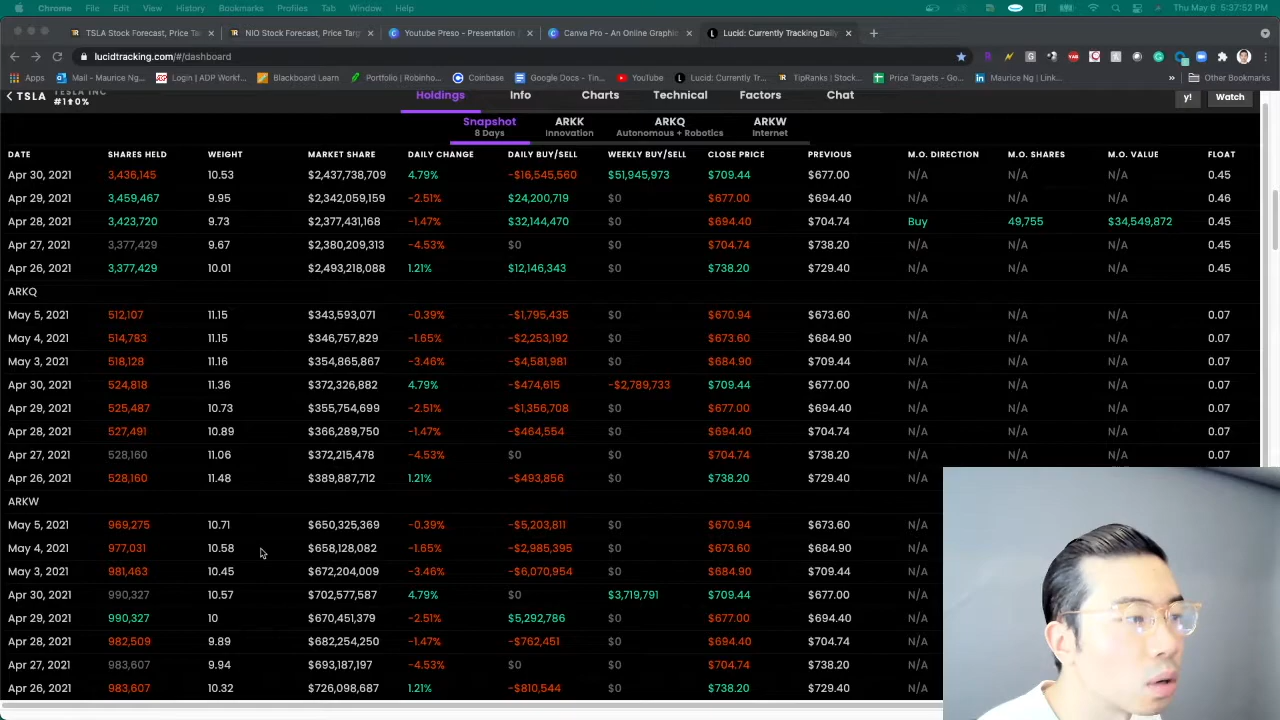 Chrome File Edit View History Bookmarks Profiles Tab Window Help Thu May 6 5:37:52
TSLA Stock Forecast, Price Ta NIO Stock Forecast, Price Targ Youtube Preso - Presentation Canva Pro - An Online Graphi Lucid: Currently Tracking Daily
lucidtracking.com/#/dashboard
Apps Mail - Maurice Ng... Login | ADP Workf... Blackboard Learn Portfolio | Robinho... Coinbase Google Docs - Tin... YouTube Lucid: Currently Tr... TipRanks | Stock... Price Targets - Go... Maurice Ng | Link... » Other Bookmarks
TSLA TESLA INC Holdings Info Charts Technical Factors Chat y! Watch
#1 0%
Snapshot ARKK ARKQ ARKW
8 Days Innovation Autonomous + Robotics Internet
DATE SHARES HELD WEIGHT MARKET SHARE DAILY CHANGE DAILY BUY/SELL WEEKLY BUY/SELL CLOSE PRICE PREVIOUS M.O. DIRECTION M.O. SHARES M.O. VALUE FLOAT
Apr 30, 2021 3,436,145 10.53 $2,437,738,709 4.79% -$16,545,560 $51,945,973 $709.44 $677.00 N/A N/A N/A 0.45
Apr 29, 2021 3,459,467 9.95 $2,342,059,159 -2.51% $24,200,719 $0 $677.00 $694.40 N/A N/A N/A 0.46
Apr 28, 2021 3,423,720 9.73 $2,377,431,168 -1.47% $32,144,470 $0 $694.40 $704.74 Buy 49,755 $34,549,872 0.45
Apr 27, 2021 3,377,429 9.67 $2,380,209,313 -4.53% $0 $0 $704.74 $738.20 N/A N/A N/A 0.45
Apr 26, 2021 3,377,429 10.01 $2,493,218,088 1.21% $12,146,343 $0 $738.20 $729.40 N/A N/A N/A 0.45
ARKQ
May 5, 2021 512,107 11.15 $343,593,071 -0.39% -$1,795,435 $0 $670.94 $673.60 N/A N/A N/A 0.07
May 4, 2021 514,783 11.15 $346,757,829 -1.65% -$2,253,192 $0 $673.60 $684.90 N/A N/A N/A 0.07
May 3, 2021 518,128 11.16 $354,865,867 -3.46% -$4,581,981 $0 $684.90 $709.44 N/A N/A N/A 0.07
Apr 30, 2021 524,818 11.36 $372,326,882 4.79% -$474,615 -$2,789,733 $709.44 $677.00 N/A N/A N/A 0.07
Apr 29, 2021 525,487 10.73 $355,754,699 -2.51% -$1,356,708 $0 $677.00 $694.40 N/A N/A N/A 0.07
Apr 28, 2021 527,491 10.89 $366,289,750 -1.47% -$464,554 $0 $694.40 $704.74 N/A N/A N/A 0.07
Apr 27, 2021 528,160 11.06 $372,215,478 -4.53% $0 $0 $704.74 $738.20 N/A N/A N/A 0.07
Apr 26, 2021 528,160 11.48 $389,887,712 1.21% -$493,856 $0 $738.20 $729.40 N/A
ARKW
May 5, 2021 969,275 10.71 $650,325,369 -0.39% -$5,203,811 $0 $670.94 $673.60 N/A
May 4, 2021 977,031 10.58 $658,128,082 -1.65% -$2,985,395 $0 $673.60 $684.90 N/A
May 3, 2021 981,463 10.45 $672,204,009 -3.46% -$6,070,954 $0 $684.90 $709.44 N/A
Apr 30, 2021 990,327 10.57 $702,577,587 4.79% $0 $3,719,791 $709.44 $677.00 N/A
Apr 29, 2021 990,327 10 $670,451,379 -2.51% $5,292,786 $0 $677.00 $694.40 N/A
Apr 28, 2021 982,509 9.89 $682,254,250 -1.47% -$762,451 $0 $694.40 $704.74 N/A
Apr 27, 2021 983,607 9.94 $693,187,197 -4.53% $0 $0 $704.74 $738.20 N/A
Apr 26, 2021 983,607 10.32 $726,098,687 1.21% -$810,544 $0 $738.20 $729.40 N/A